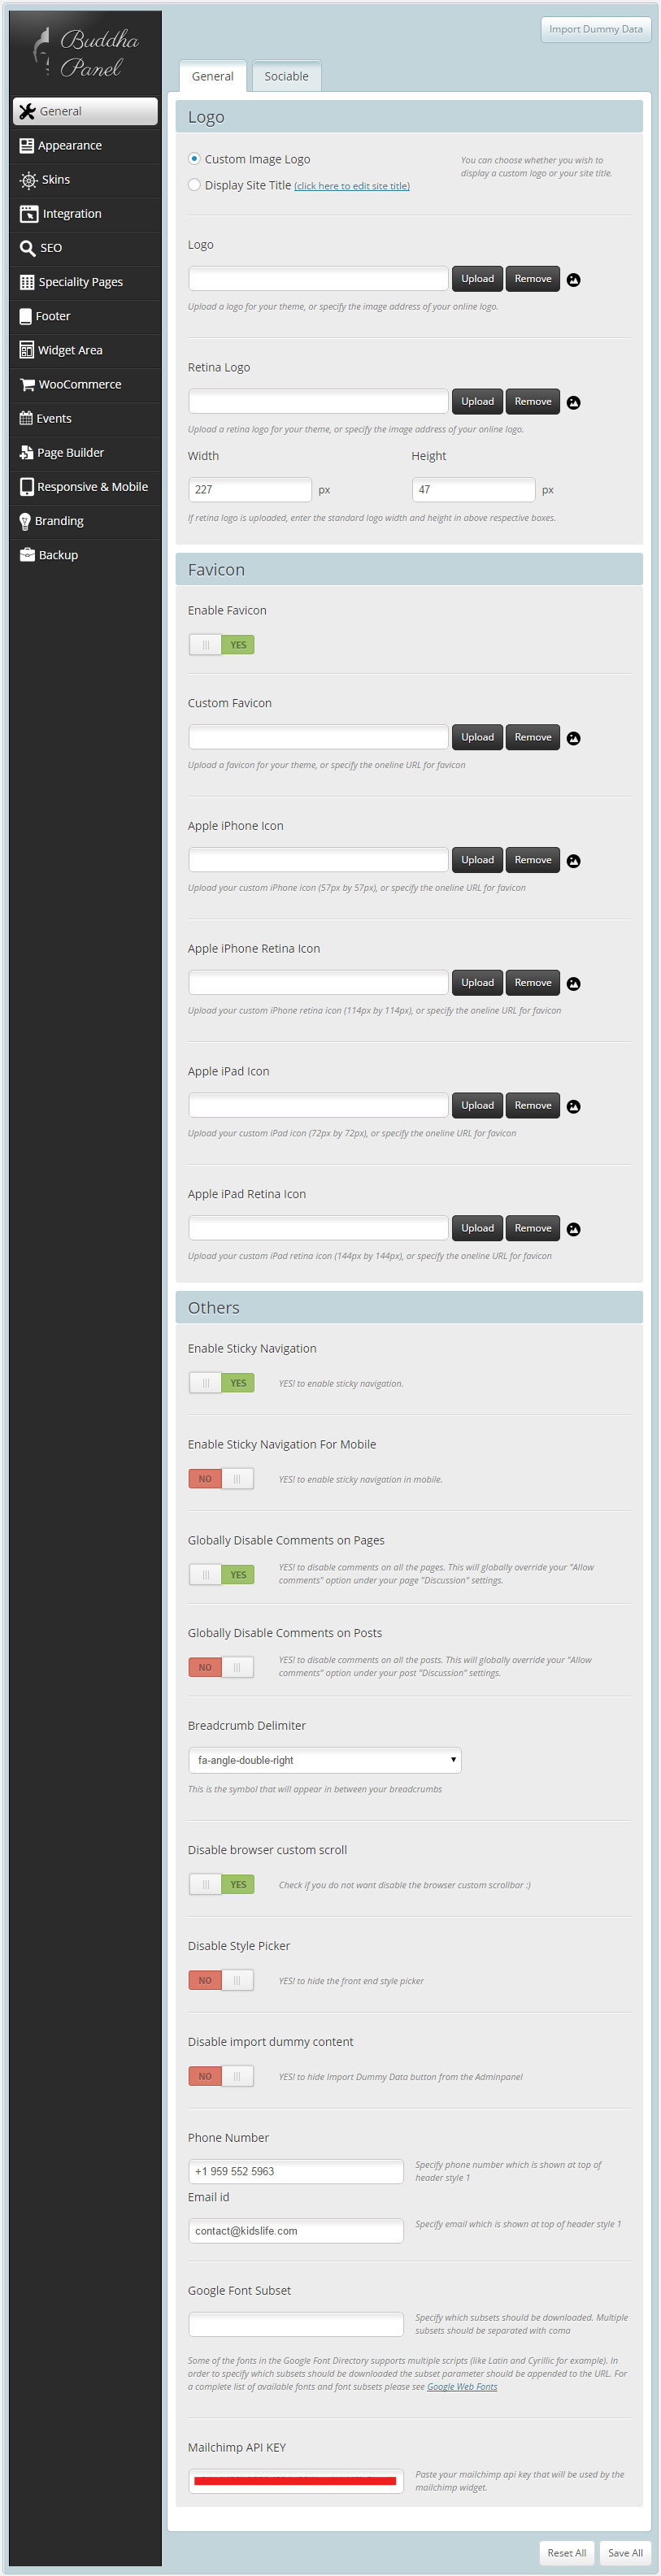 Buddha
Panel
Import Dummy Data
General
Appearance
Skins
Integration
SEO
Speciality Pages
Footer
Widget Area
WooCommerce
Events
Page Builder
Responsive & Mobile
Branding
Backup
General
Sociable
Logo
Custom Image Logo
You can choose whether you wish to
display a custom logo or your site title.
Display Site Title (click here to edit site title)
Logo
Upload
Remove
Upload a logo for your theme, or specify the image address of your online logo.
Retina Logo
Upload
Remove
Upload a retina logo for your theme, or specify the image address of your online logo.
Width
Height
227
px
47
px
If retina logo is uploaded, enter the standard logo width and height in above respective boxes.
Favicon
Enable Favicon
YES
Custom Favicon
Upload
Remove
Upload a favicon for your theme, or specify the oneline URL for favicon
Apple iPhone Icon
Upload
Remove
Upload your custom iPhone icon (57px by 57px), or specify the oneline URL for favicon
Apple iPhone Retina Icon
Upload
Remove
Upload your custom iPhone retina icon (114px by 114px), or specify the oneline URL for favicon
Apple iPad Icon
Upload
Remove
Upload your custom iPad icon (72px by 72px), or specify the oneline URL for favicon
Apple iPad Retina Icon
Upload
Remove
Upload your custom iPad retina icon (144px by 144px), or specify the oneline URL for favicon
Others
Enable Sticky Navigation
YES
YES! to enable sticky navigation.
Enable Sticky Navigation For Mobile
NO
YES! to enable sticky navigation in mobile.
Globally Disable Comments on Pages
YES
YES! to disable comments on all the pages. This will globally override your "Allow
comments" option under your page "Discussion" settings.
Globally Disable Comments on Posts
NO
YES! to disable comments on all the posts. This will globally override your "Allow
comments" option under your post "Discussion" settings.
Breadcrumb Delimiter
fa-angle-double-right
This is the symbol that will appear in between your breadcrumbs
Disable browser custom scroll
YES
Check if you do not want disable the browser custom scrollbar :)
Disable Style Picker
NO
YES! to hide the front end style picker
Disable import dummy content
NO
YES! to hide Import Dummy Data button from the Adminpanel
Phone Number
+1 959 552 5963
Specify phone number which is shown at top of
header style 1
Email id
contact@kidslife.com
Specify email which is shown at top of header style 1
Google Font Subset
Specify which subsets should be downloaded. Multiple
subsets should be separated with coma
Some of the fonts in the Google Font Directory supports multiple scripts (like Latin and Cyrillic for example). In
order to specify which subsets should be downloaded the subset parameter should be appended to the URL. For
a complete list of available fonts and font subsets please see Google Web Fonts
Mailchimp API KEY
Paste your mailchimp api key that will be used by the
mailchimp widget.
Reset All
Save All